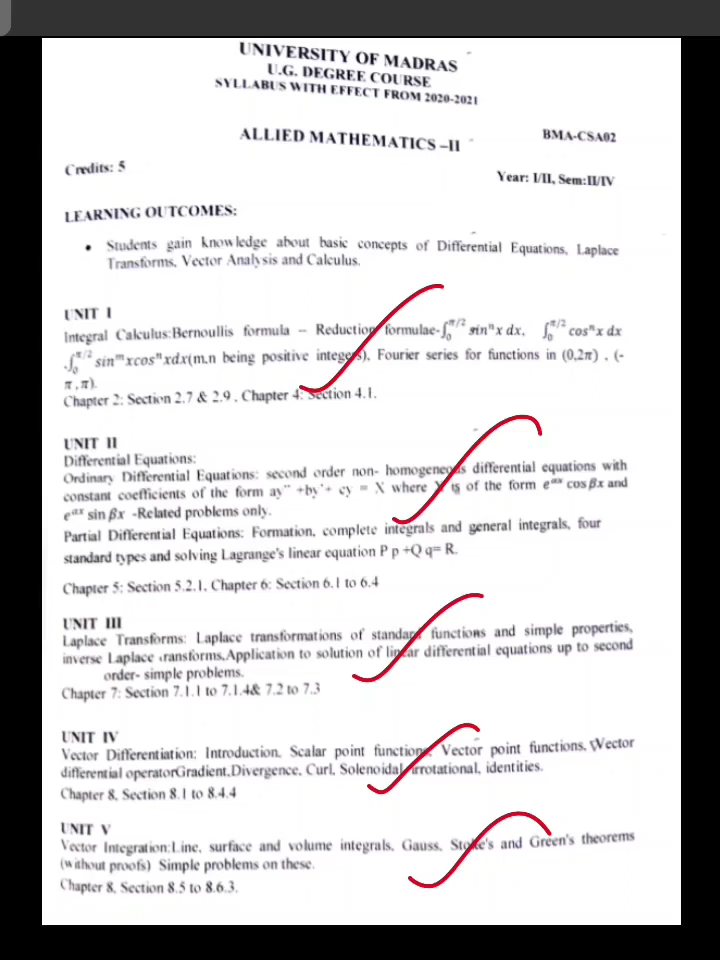 UNIVERSITY OF MADRAS
U.G. DEGREE COURSE
SYLLABUS WITH EFFECT FROM 2020-2021
ALLIED MATHEMATICS –II
BMA-CSA02
Credits: 5
Year: I/II, Sem:II/IV
LEARNING OUTCOMES:
• Students gain knowledge about basic concepts of Differential Equations, Laplace
Transforms, Vector Analysis and Calculus.
UNIT I
Integral Calculus:Bernoullis formula – Reduction formulae-∫₀^{π/2} sinⁿx dx, ∫₀^{π/2} cosⁿx dx
.∫₀^{π/2} sinᵐxcosⁿxdx(m,n being positive integers), Fourier series for functions in (0,2π) , (-
π,π).
Chapter 2: Section 2.7 & 2.9 , Chapter 4: Section 4.1.
UNIT II
Differential Equations:
Ordinary Differential Equations: second order non- homogeneous differential equations with
constant coefficients of the form ay'' +by'+ cy = X where X is of the form e^{αx} cos βx and
e^{αx} sin βx -Related problems only.
Partial Differential Equations: Formation, complete integrals and general integrals, four
standard types and solving Lagrange's linear equation P p +Q q= R.
Chapter 5: Section 5.2.1, Chapter 6: Section 6.1 to 6.4
UNIT III
Laplace Transforms: Laplace transformations of standard functions and simple properties,
inverse Laplace transforms,Application to solution of linear differential equations up to second
order- simple problems.
Chapter 7: Section 7.1.1 to 7.1.4& 7.2 to 7.3
UNIT IV
Vector Differentiation: Introduction, Scalar point functions, Vector point functions, Vector
differential operatorGradient,Divergence, Curl, Solenoidal, irrotational, identities.
Chapter 8, Section 8.1 to 8.4.4
UNIT V
Vector Integration:Line, surface and volume integrals, Gauss, Stoke's and Green's theorems
(without proofs) Simple problems on these.
Chapter 8, Section 8.5 to 8.6.3.